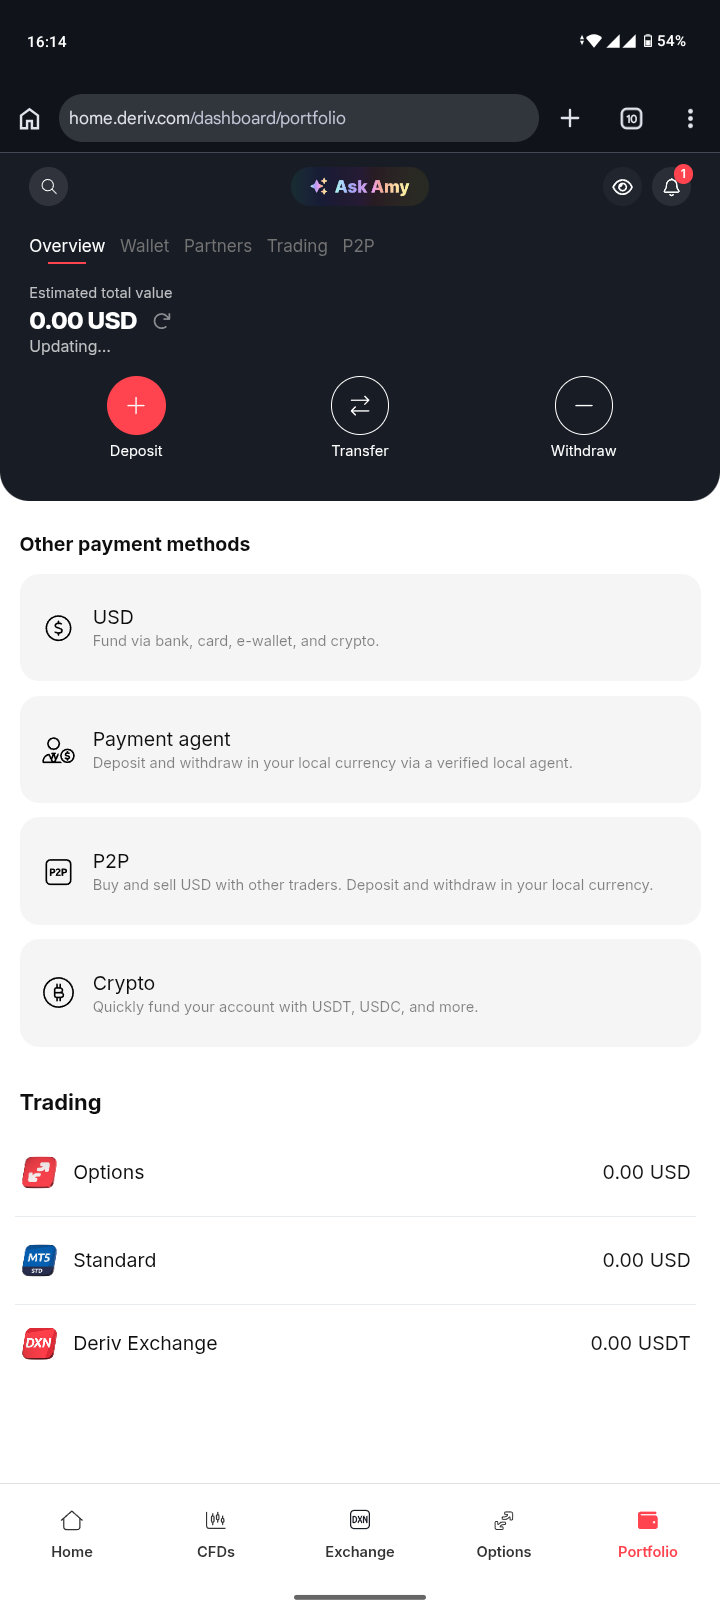 16:14
54%
home.deriv.com/dashboard/portfolio
10
Ask Amy
1
Overview Wallet Partners Trading P2P
Estimated total value
0.00 USD
Updating...
Deposit Transfer Withdraw
Other payment methods
USD
Fund via bank, card, e-wallet, and crypto.
Payment agent
Deposit and withdraw in your local currency via a verified local agent.
P2P
P2P
Buy and sell USD with other traders. Deposit and withdraw in your local currency.
Crypto
Quickly fund your account with USDT, USDC, and more.
Trading
Options 0.00 USD
MT5
STD
Standard 0.00 USD
DXN
Deriv Exchange 0.00 USDT
DXN
Home CFDs Exchange Options Portfolio